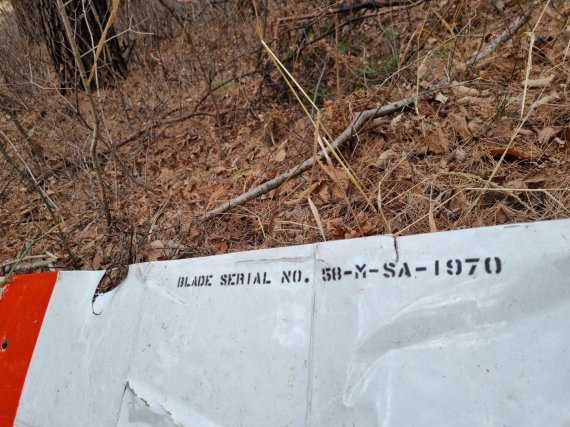 BLADE SERIAL NO. 58-M-SA-1970